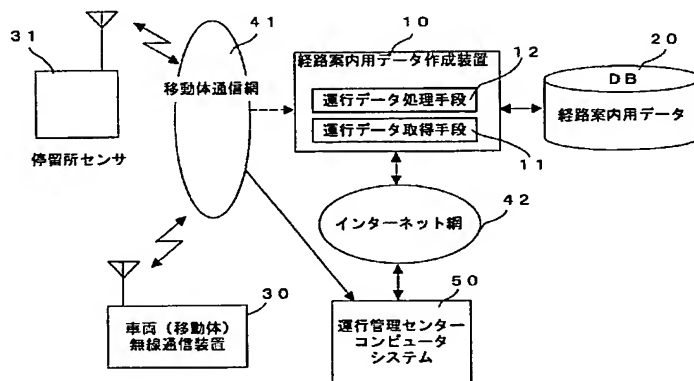 31
停留所センサ
41
移動体通信網
10
経路案内用データ作成装置
12
運行データ処理手段
運行データ取得手段
11
20
DB
経路案内用データ
インターネット網
42
30
車両(移動体)
無線通信装置
50
運行管理センター
コンピュータ
システム